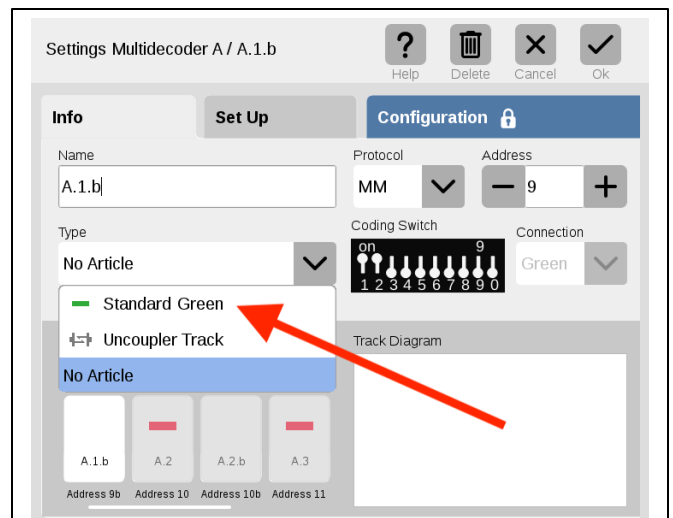 Settings Multidecoder A / A.1.b
?
Help Delete Cancel Ok
Info Set Up Configuration
Name Protocol Address
A.1.b MM 9
Type Coding Switch Connection
No Article on 9 Green
1 2 3 4 5 6 7 8 9 0
Standard Green
Uncoupler Track
No Article
Track Diagram
A.1.b A.2 A.2.b A.3
Address 9b Address 10 Address 10b Address 11